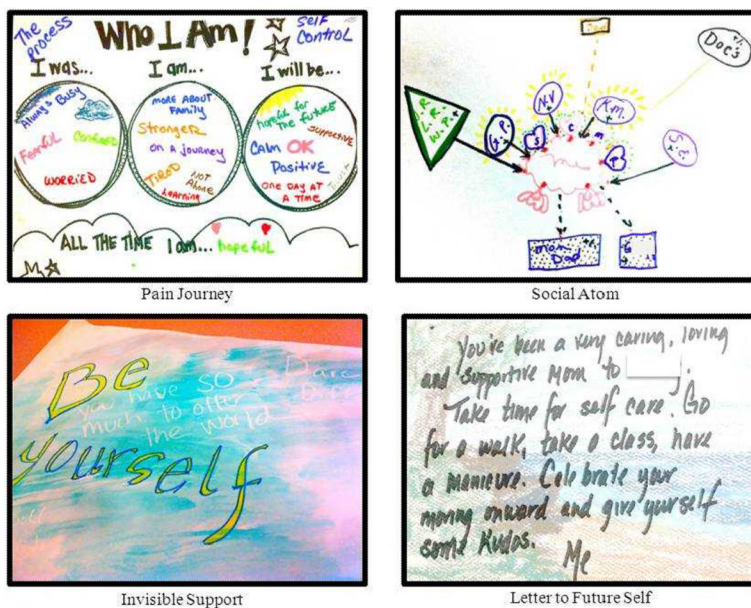 The process
Who I Am!
self control
I was...
I am...
I will be...
Always Busy
Fearful
Confused
WORRIED
MORE ABOUT Family
Stronger
ON A JOURNEY
TIRED
NOT Alone
Learning
hopeful for the future
SUPPORTIVE
CALM
OK
Positive
ONE DAY AT A TIME
ALL THE TIME I am... hopeful
Pain Journey
Doc's
N.V
K.M.
C
m
S
Mom
Dad
Social Atom
Be
you have so
much to offer
the world
yourself
Invisible Support
You've been a very caring, loving
and supportive Mom to ____.
Take time for self care. Go
for a walk, take a class, have
a manicure. Celebrate your
moving onward and give yourself
some Kudos.
Me
Letter to Future Self